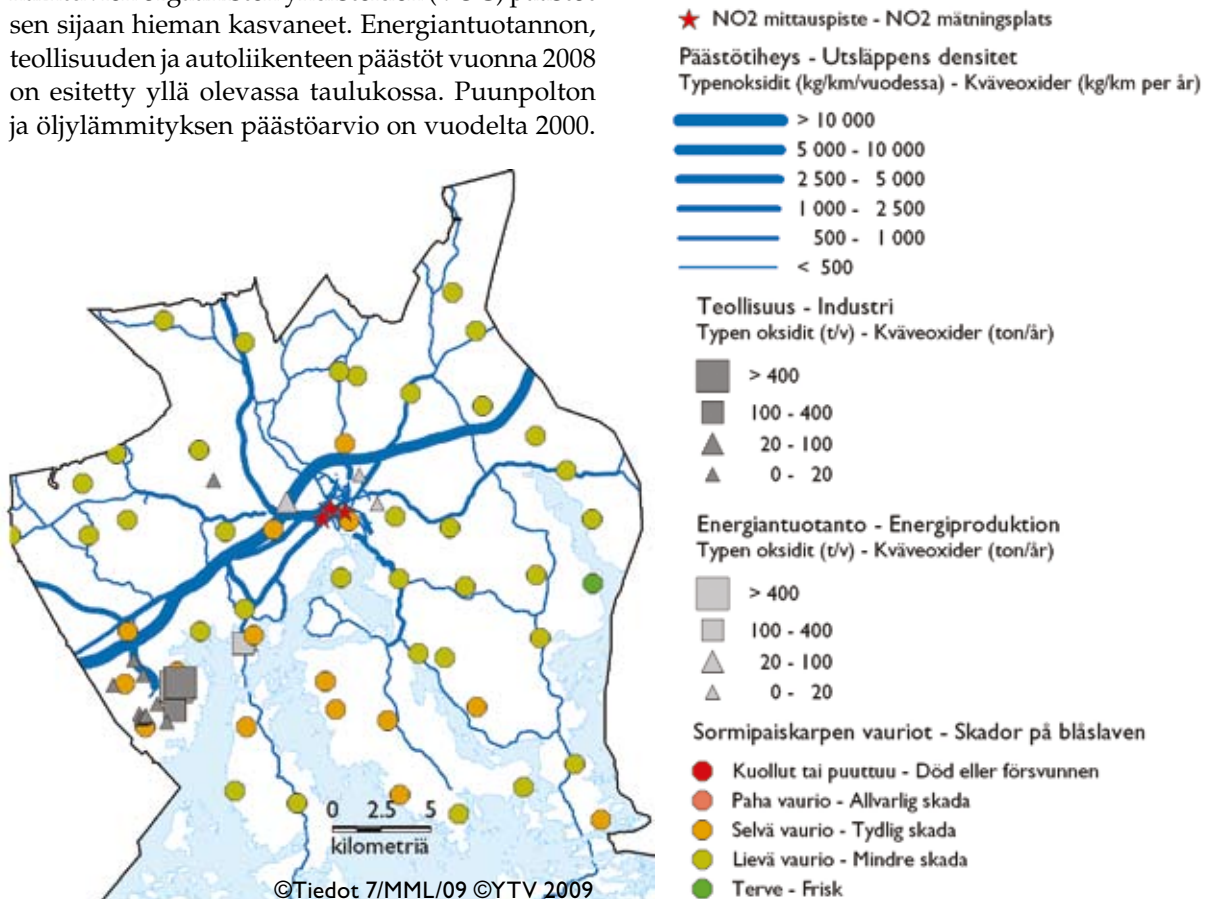 sen sijaan hieman kasvaneet. Energiantuotannon,
teollisuuden ja autoliikenteen päästöt vuonna 2008
on esitetty yllä olevassa taulukossa. Puunpolton
ja öljylämmityksen päästöarvio on vuodelta 2000.
NO2 mittauspiste - NO2 mätningsplats
Päästötiheys - Utsläppens densitet
Typenoksidit (kg/km/vuodessa) - Kväveoxider (kg/km per år)
> 10 000
5 000 - 10 000
2 500 - 5 000
1 000 - 2 500
500 - 1 000
< 500
Teollisuus - Industri
Typen oksidit (t/v) - Kväveoxider (ton/år)
> 400
100 - 400
20 - 100
0 - 20
Energiantuotanto - Energiproduktion
Typen oksidit (t/v) - Kväveoxider (ton/år)
> 400
100 - 400
20 - 100
0 - 20
Sormipaiskarpen vauriot - Skador på blåslaven
Kuollut tai puuttuu - Död eller försvunnen
Paha vaurio - Allvarlig skada
Selvä vaurio - Tydlig skada
Lievä vaurio - Mindre skada
Terve - Frisk
0 2.5 5
kilometriä
©Tiedot 7/MML/09 ©YTV 2009